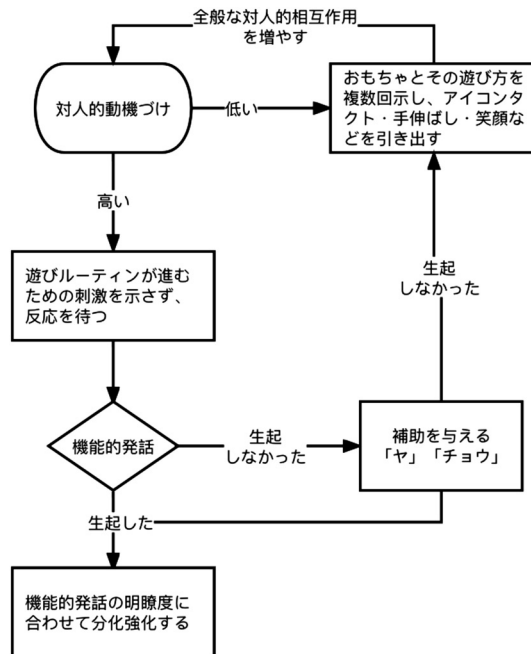 全般な対人的相互作用
を増やす
対人的動機づけ
低い
おもちゃとその遊び方を
複数回示し、アイコンタ
クト・手伸ばし・笑顔な
どを引き出す
高い
遊びルーティンが進む
ための刺激を示さず、
反応を待つ
生起
しなかった
機能的発話
生起
しなかった
補助を与える
「ヤ」「チョウ」
生起した
機能的発話の明瞭度に
合わせて分化強化する